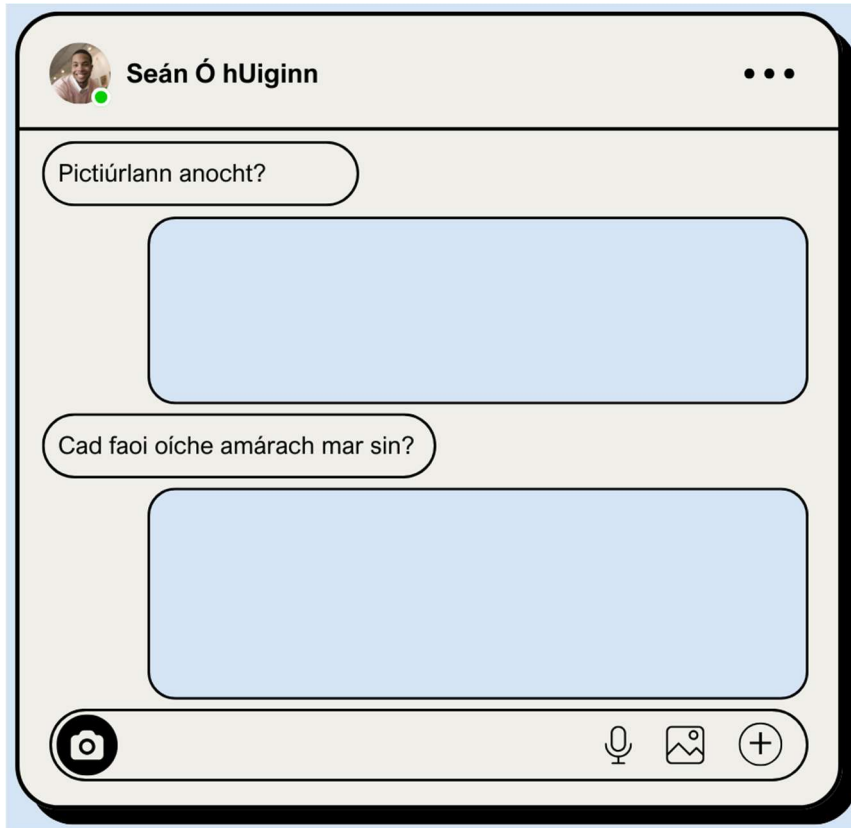 Seán Ó hUiginn
Pictiúrlann anocht?
Cad faoi oíche amárach mar sin?